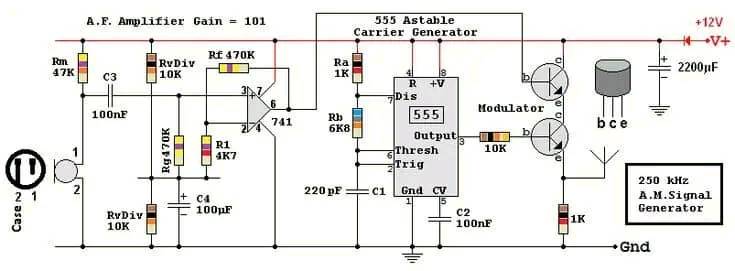 A.F. Amplifier Gain = 101
555 Astable
Carrier Generator
+12V
V+
Rm
47K
RvDiv
10K
Rf 470K
Ra
1K
4
8
R
+V
c
b
e
2200µF
C3
100nF
3
+
7
6
2
-
4
741
7
Dis
555
Modulator
b c e
Rb
6K8
Output
3
10K
c
b
e
Rg 470K
R1
4K7
6
Thresh
2
Trig
1
2
Case 2 1
C4
100µF
220pF
C1
Gnd
CV
1
5
C2
100nF
RvDiv
10K
1K
250 kHz
A.M.Signal
Generator
Gnd